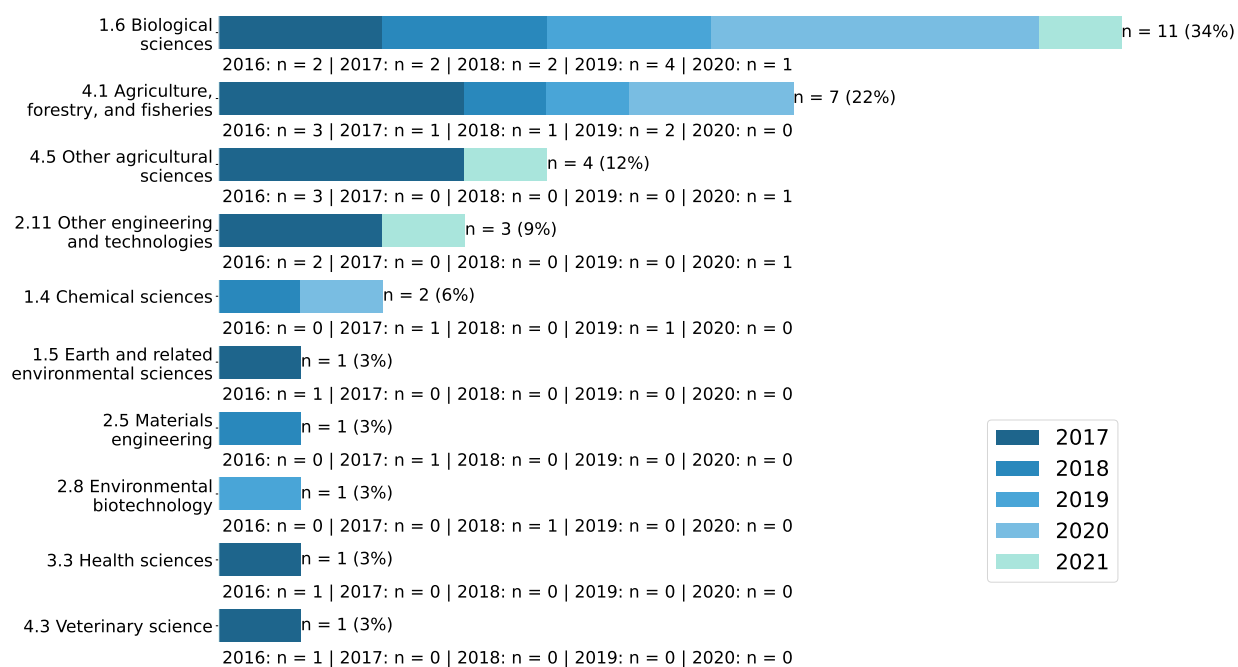 1.6 Biological
sciences
n = 11 (34%)
2016: n = 2 | 2017: n = 2 | 2018: n = 2 | 2019: n = 4 | 2020: n = 1
4.1 Agriculture,
forestry, and fisheries
n = 7 (22%)
2016: n = 3 | 2017: n = 1 | 2018: n = 1 | 2019: n = 2 | 2020: n = 0
4.5 Other agricultural
sciences
n = 4 (12%)
2016: n = 3 | 2017: n = 0 | 2018: n = 0 | 2019: n = 0 | 2020: n = 1
2.11 Other engineering
and technologies
n = 3 (9%)
2016: n = 2 | 2017: n = 0 | 2018: n = 0 | 2019: n = 0 | 2020: n = 1
1.4 Chemical sciences
n = 2 (6%)
2016: n = 0 | 2017: n = 1 | 2018: n = 0 | 2019: n = 1 | 2020: n = 0
1.5 Earth and related
environmental sciences
n = 1 (3%)
2016: n = 1 | 2017: n = 0 | 2018: n = 0 | 2019: n = 0 | 2020: n = 0
2.5 Materials
engineering
n = 1 (3%)
2016: n = 0 | 2017: n = 1 | 2018: n = 0 | 2019: n = 0 | 2020: n = 0
2.8 Environmental
biotechnology
n = 1 (3%)
2016: n = 0 | 2017: n = 0 | 2018: n = 1 | 2019: n = 0 | 2020: n = 0
3.3 Health sciences
n = 1 (3%)
2016: n = 1 | 2017: n = 0 | 2018: n = 0 | 2019: n = 0 | 2020: n = 0
4.3 Veterinary science
n = 1 (3%)
2016: n = 1 | 2017: n = 0 | 2018: n = 0 | 2019: n = 0 | 2020: n = 0
2017
2018
2019
2020
2021